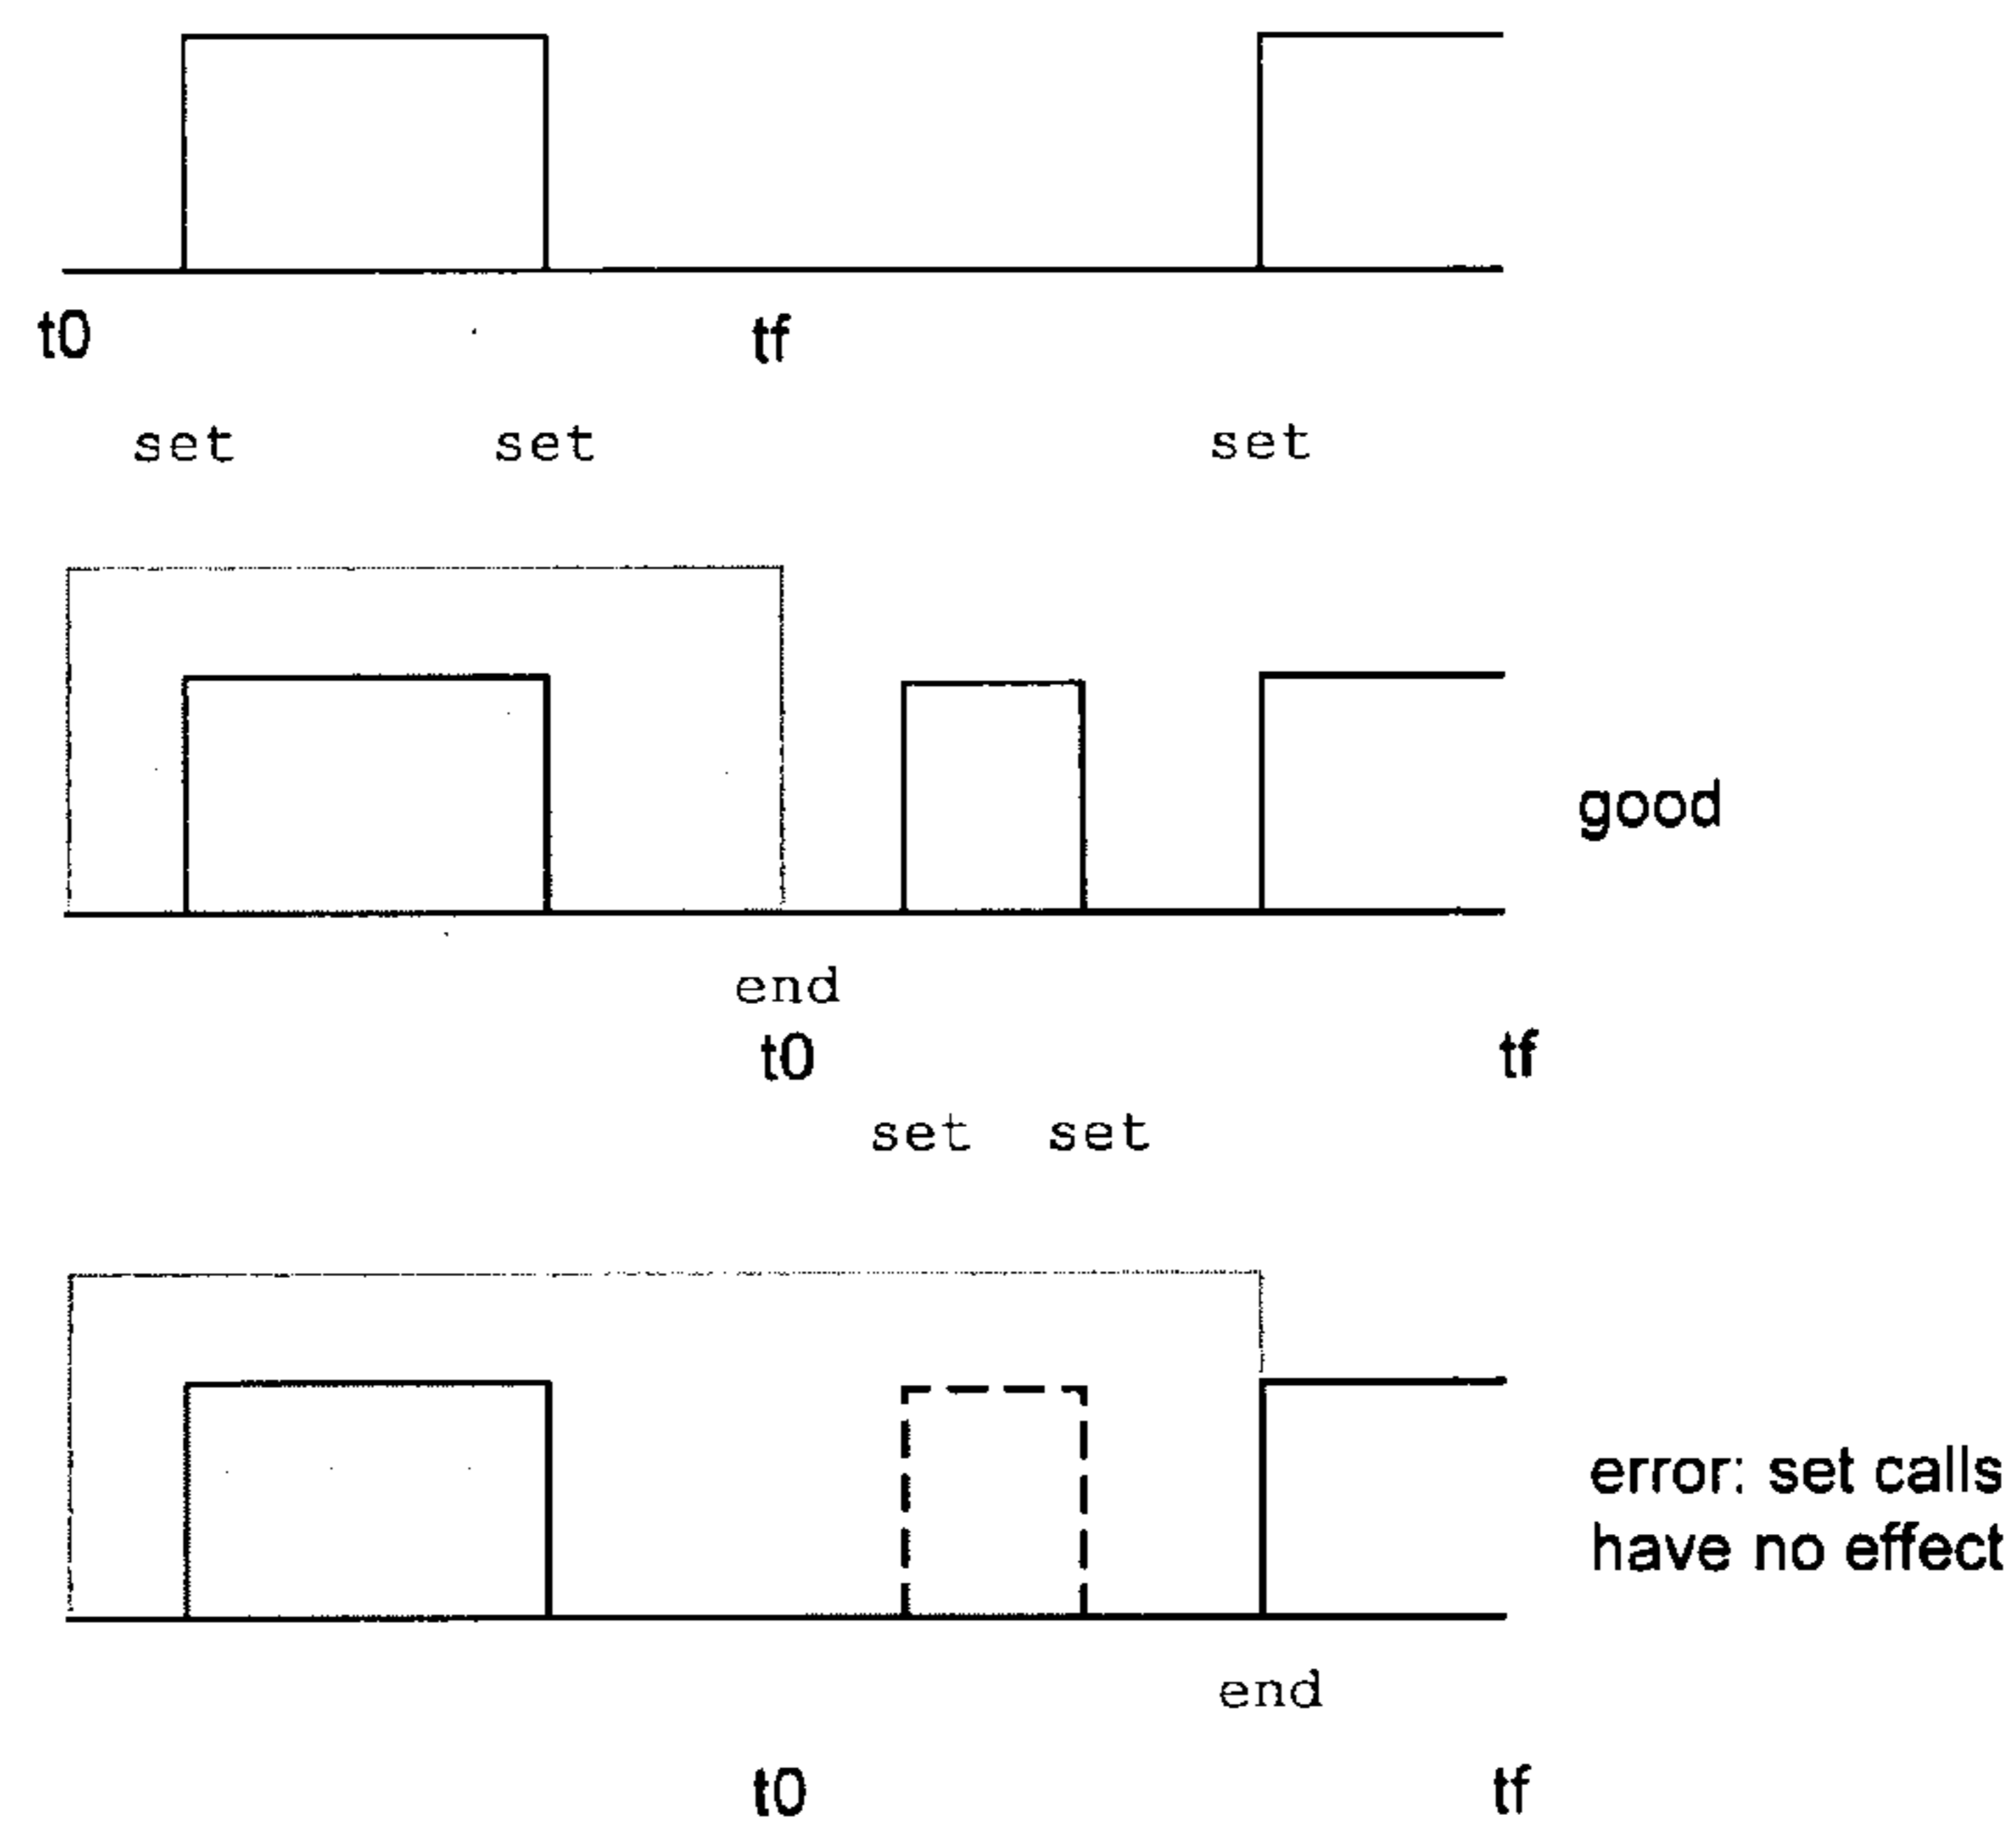 t0 tf
set set set
good
end
t0 tf
set set
error: set calls
have no effect
end
t0 tf